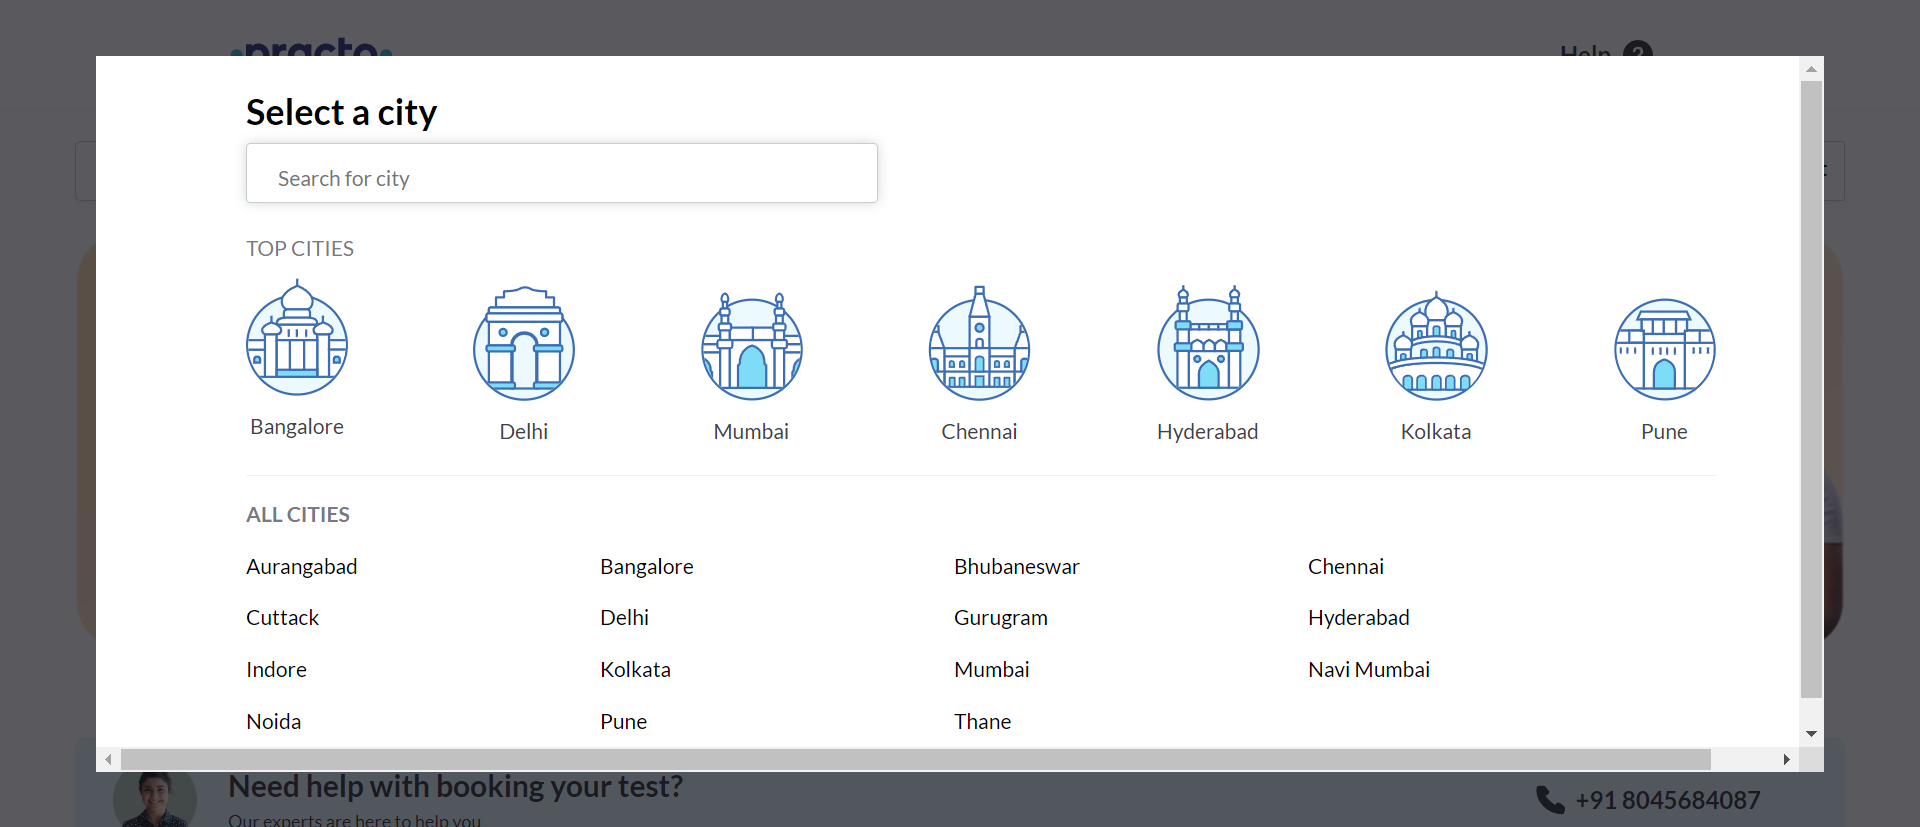 practo
Help ?
Select a city
Search for city
TOP CITIES
Bangalore Delhi Mumbai Chennai Hyderabad Kolkata Pune
ALL CITIES
Aurangabad Bangalore Bhubaneswar Chennai
Cuttack Delhi Gurugram Hyderabad
Indore Kolkata Mumbai Navi Mumbai
Noida Pune Thane
Need help with booking your test?
Our experts are here to help you
+91 8045684087